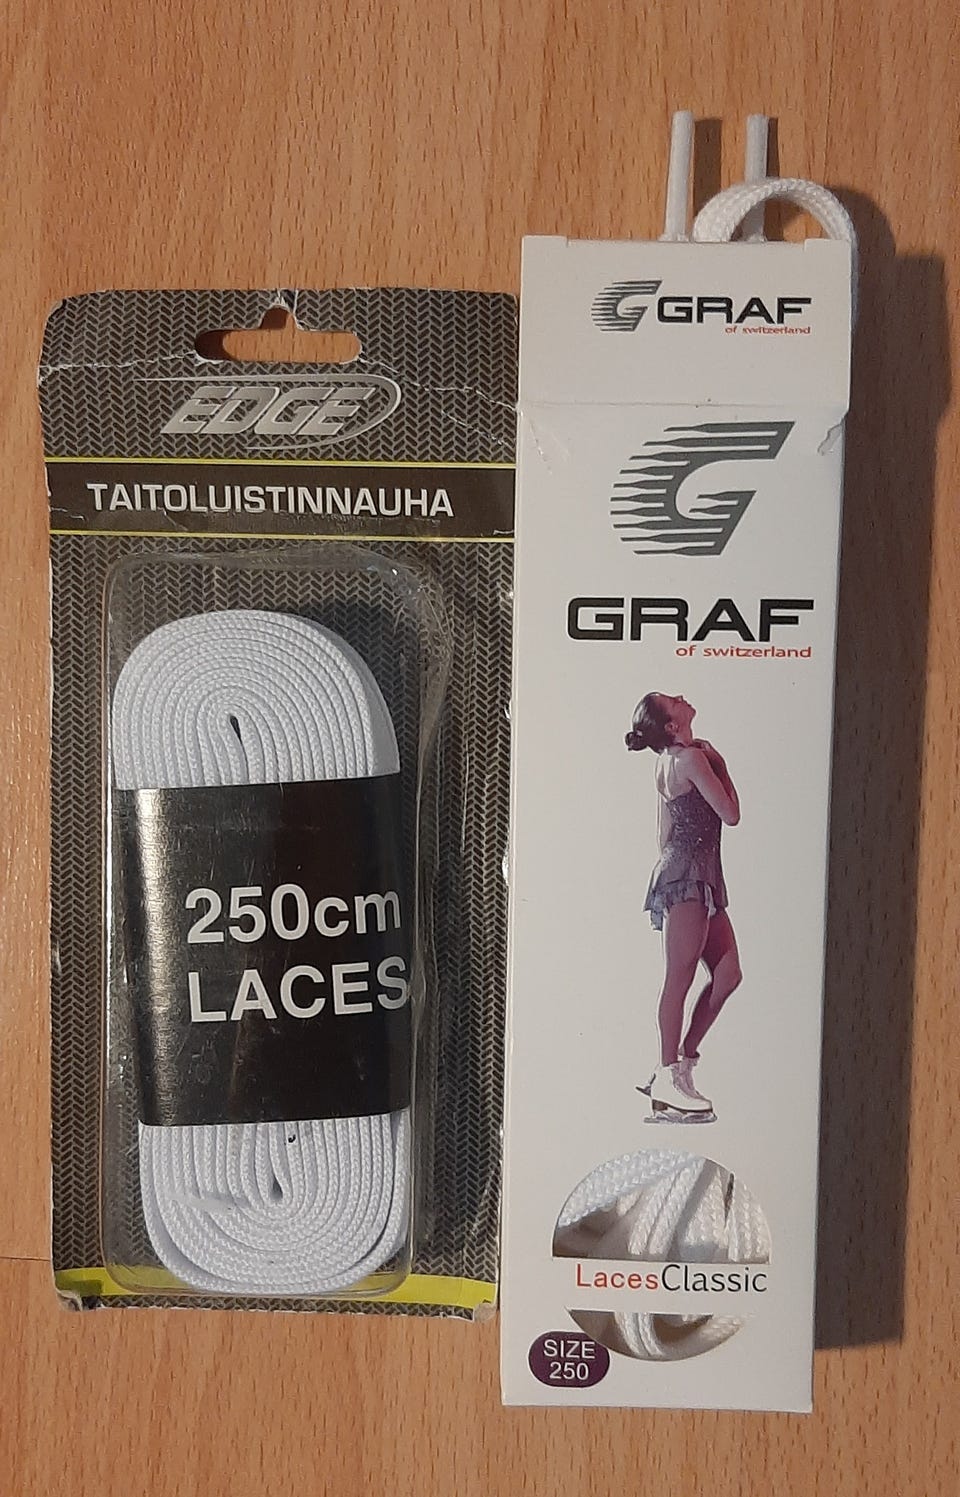 EDGE
TAITOLUISTINNAUHA
250cm
LACES
GRAF
of switzerland
GRAF
of switzerland
LacesClassic
SIZE
250